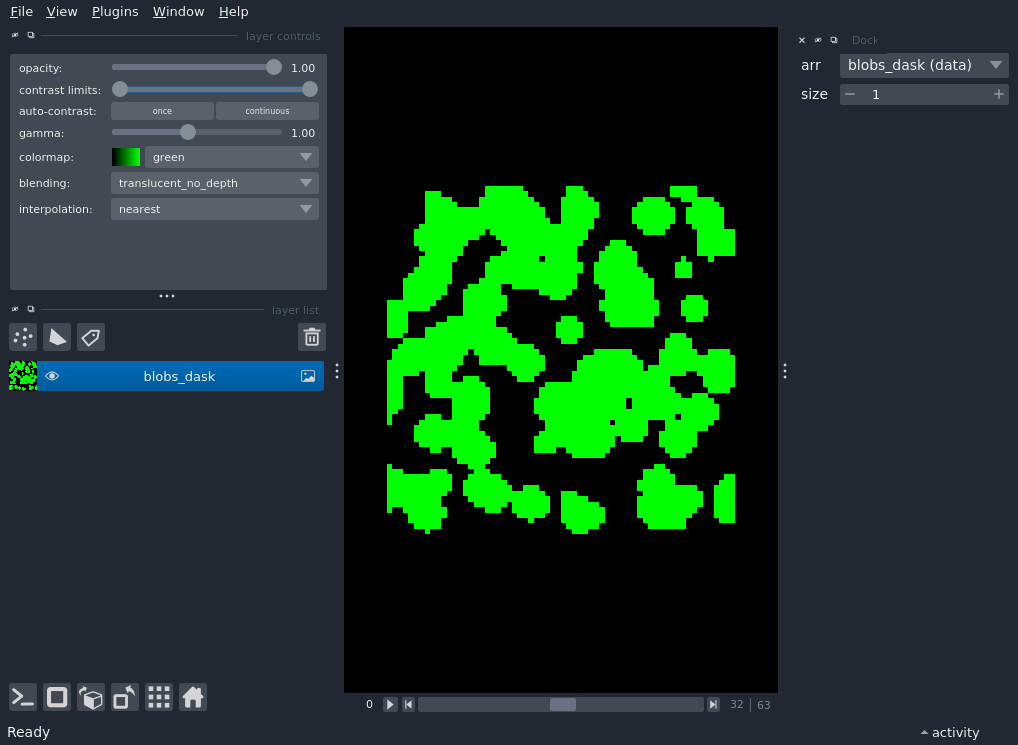 File View Plugins Window Help
layer controls
opacity: 1.00
contrast limits:
auto-contrast: once continuous
gamma: 1.00
colormap: green
blending: translucent_no_depth
interpolation: nearest
layer list
blobs_dask
Dock
arr blobs_dask (data)
size 1
0 32 63
Ready
activity